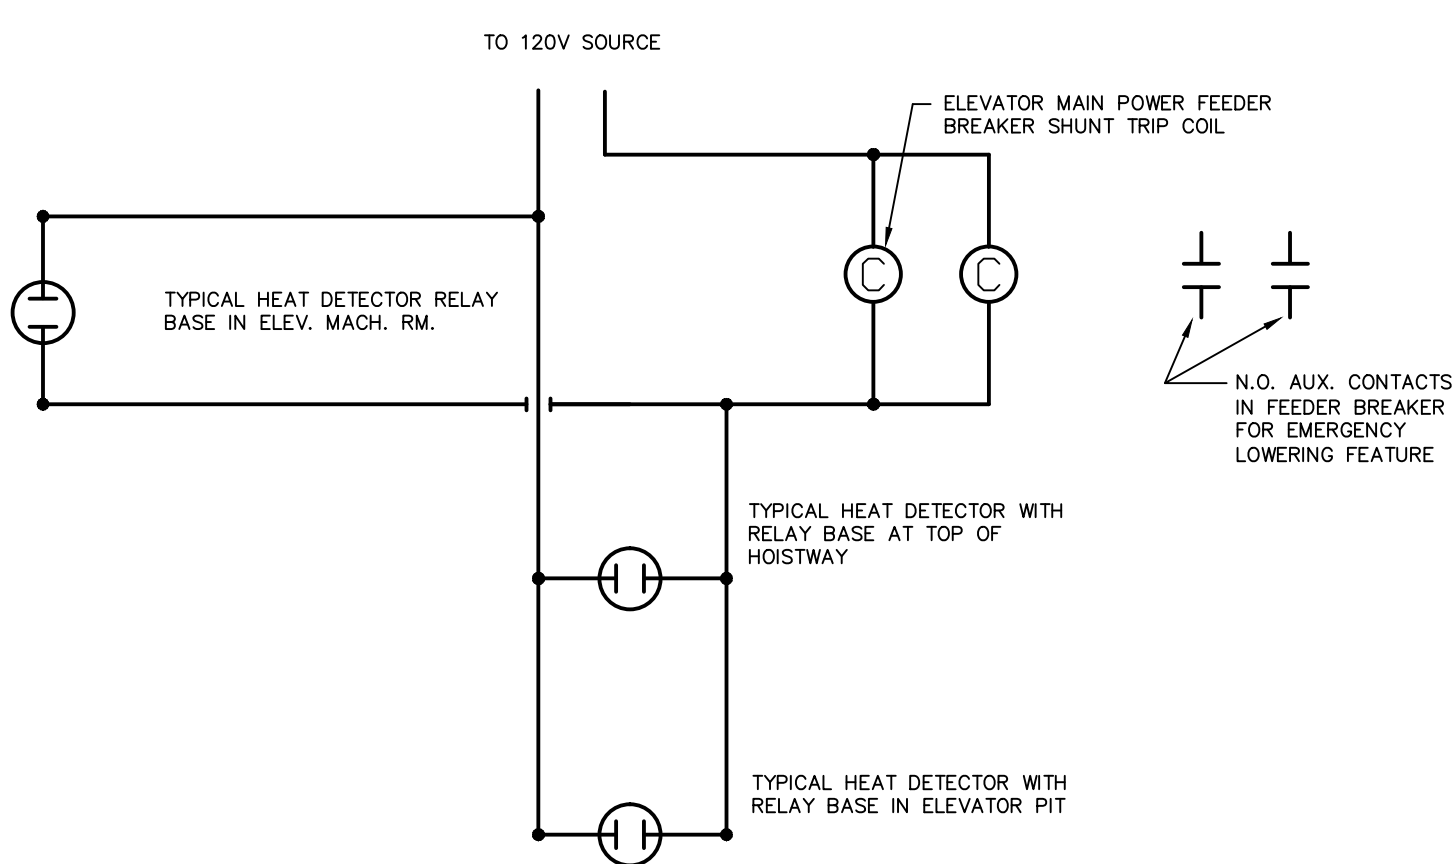 TO 120V SOURCE
ELEVATOR MAIN POWER FEEDER
BREAKER SHUNT TRIP COIL
C
C
TYPICAL HEAT DETECTOR RELAY
BASE IN ELEV. MACH. RM.
N.O. AUX. CONTACTS
IN FEEDER BREAKER
FOR EMERGENCY
LOWERING FEATURE
TYPICAL HEAT DETECTOR WITH
RELAY BASE AT TOP OF
HOISTWAY
TYPICAL HEAT DETECTOR WITH
RELAY BASE IN ELEVATOR PIT